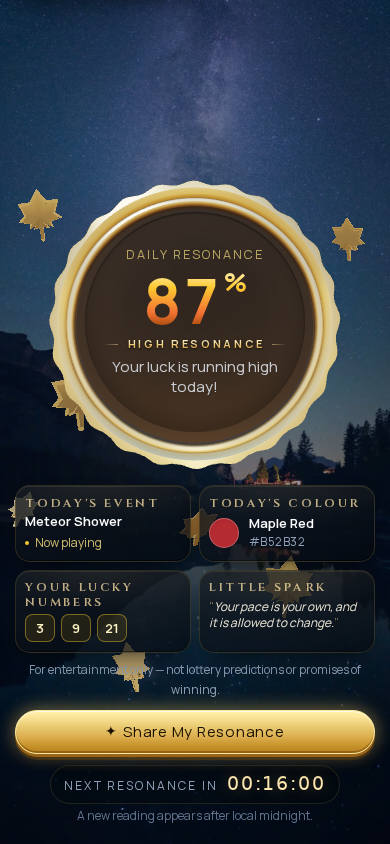 DAILY RESONANCE
87%
HIGH RESONANCE
Your luck is running high
today!
TODAY'S EVENT
Meteor Shower
• Now playing
TODAY'S COLOUR
Maple Red
#B52B32
YOUR LUCKY
NUMBERS
3 9 21
LITTLE SPARK
"Your pace is your own, and
it is allowed to change."
For entertainment only — not lottery predictions or promises of
winning.
✦ Share My Resonance
NEXT RESONANCE IN 00:16:00
A new reading appears after local midnight.